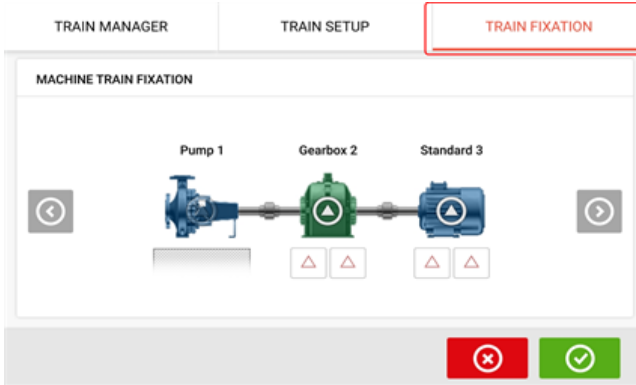 TRAIN MANAGER TRAIN SETUP TRAIN FIXATION
MACHINE TRAIN FIXATION
Pump 1 Gearbox 2 Standard 3